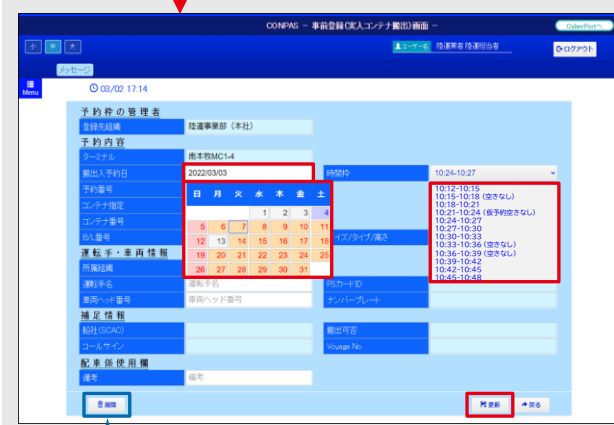 CONPAS － 事前登録(実入コンテナ搬出)画面 －
CyberPortへ
小 中 大
ユーザー名 陸運業者 陸運担当者
ログアウト
メッセージ
Menu
03/02 17:14
予約枠の管理者
登録先組織 陸運事業部（本社）
予約内容
ターミナル 南本牧MC1-4
搬出入予約日 2022/03/03 時間枠 10:24-10:27
予約番号
コンテナ指定
コンテナ番号
B/L番号
日 月 火 水 木 金 土
1 2 3 4
5 6 7 8 9 10 11
12 13 14 15 16 17 18
19 20 21 22 23 24 25
26 27 28 29 30 31
イズ/タイプ/高さ
10:12-10:15
10:15-10:18 (空きなし)
10:18-10:21
10:21-10:24 (仮予約空きなし)
10:24-10:27
10:27-10:30
10:30-10:33
10:33-10:36 (空きなし)
10:36-10:39 (空きなし)
10:39-10:42
10:42-10:45
10:45-10:48
運転手・車両情報
所属組織
運転手名 運転手名 PSカードID
車両ヘッド番号 車両ヘッド番号 ナンバープレート
補足情報
船社(SCAC) 搬出可否
コールサイン Voyage No.
配車係使用欄
備考 備考
削除 更新 戻る